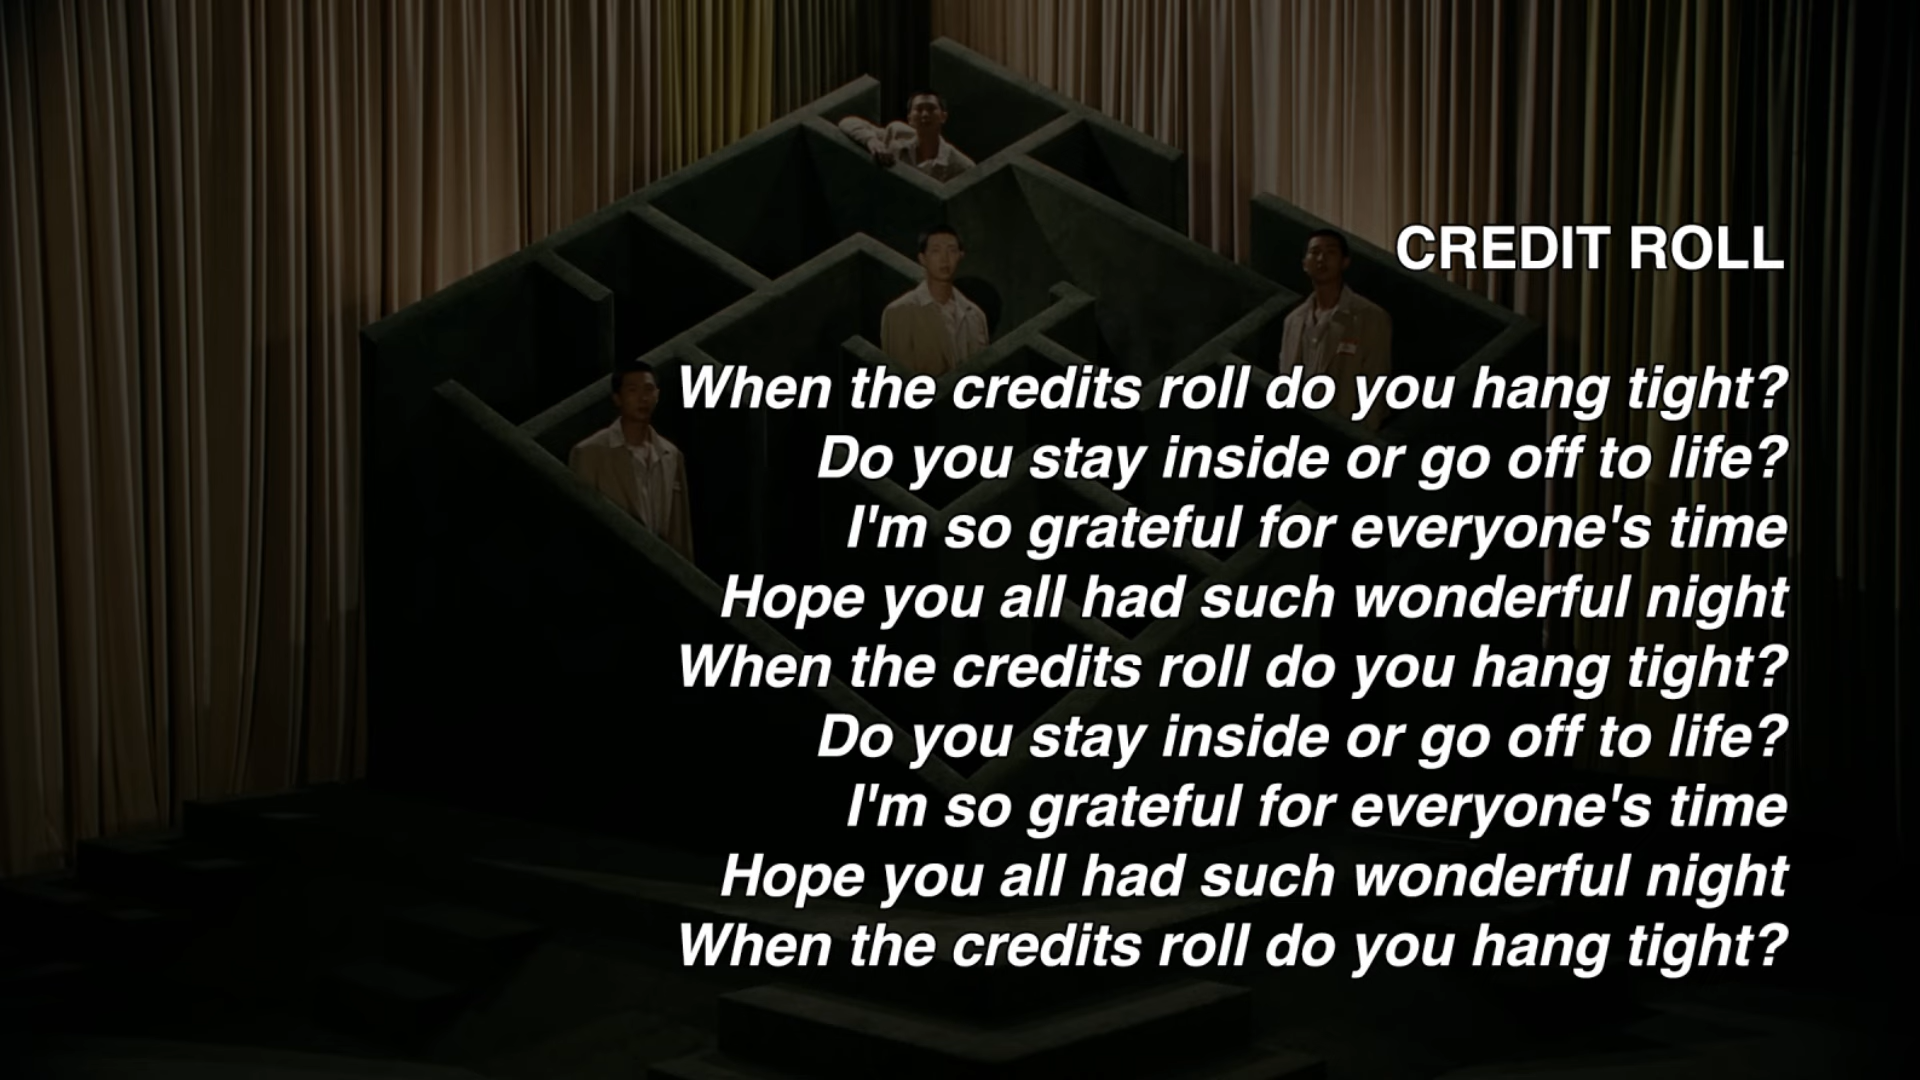 CREDIT ROLL
When the credits roll do you hang tight?
Do you stay inside or go off to life?
I'm so grateful for everyone's time
Hope you all had such wonderful night
When the credits roll do you hang tight?
Do you stay inside or go off to life?
I'm so grateful for everyone's time
Hope you all had such wonderful night
When the credits roll do you hang tight?